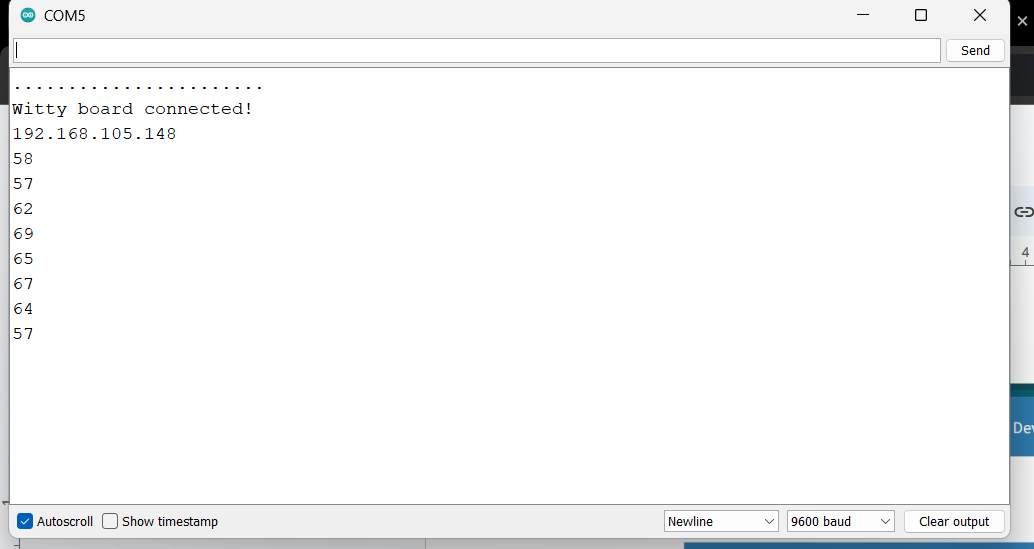 COM5
Send
.......................
Witty board connected!
192.168.105.148
58
57
62
69
65
67
64
57
4
Autoscroll Show timestamp Newline 9600 baud Clear output